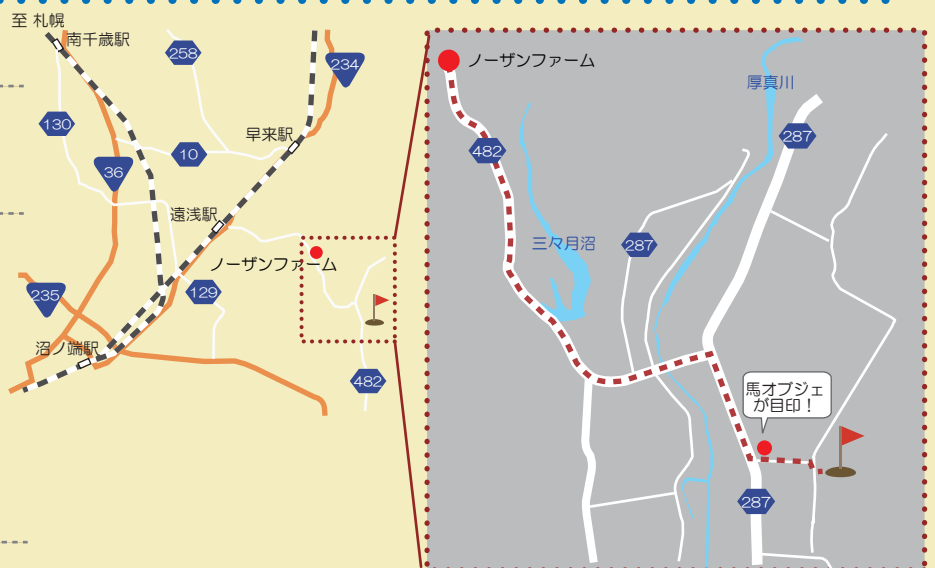 至 札幌
南千歳駅
258
234
130
早来駅
10
36
遠浅駅
ノーザンファーム
235
129
沼ノ端駅
482
ノーザンファーム
厚真川
287
482
三々月沼
287
馬オブジェ
が目印！
287